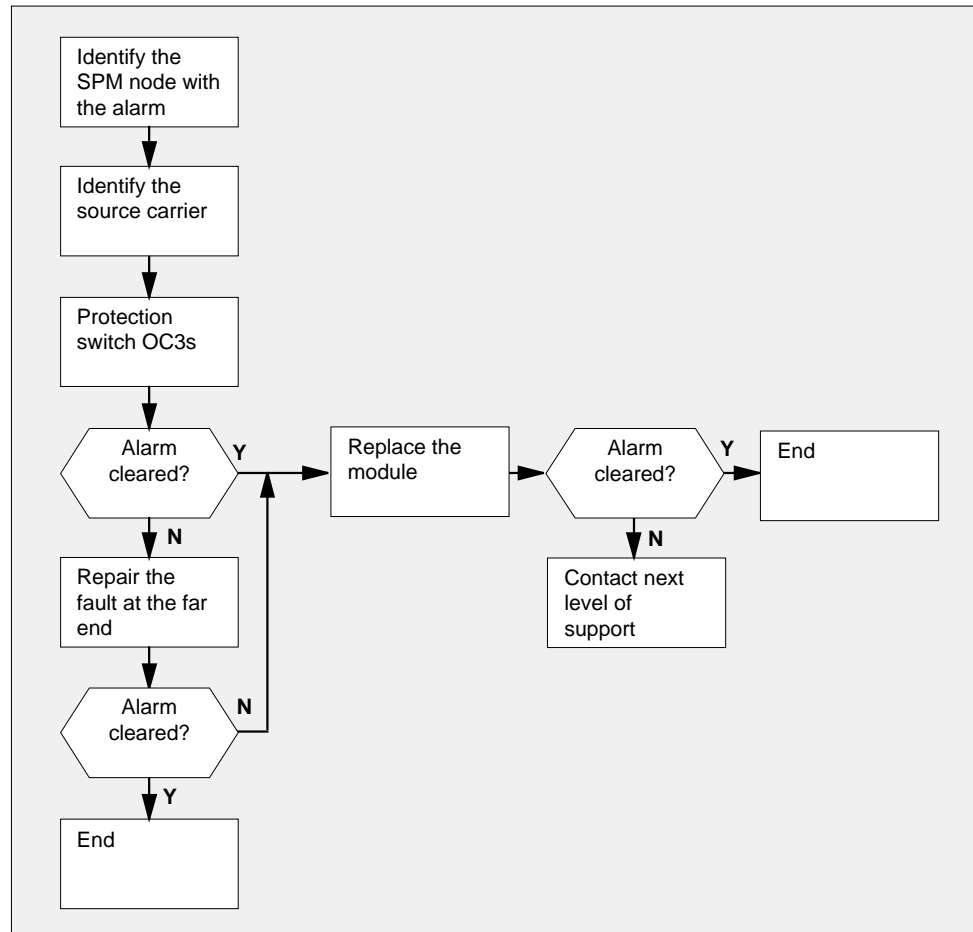 Identify the
SPM node with
the alarm
Identify the
source carrier
Protection
switch OC3s
Alarm
cleared?
Y
N
Replace the
module
Alarm
cleared?
Y
End
N
Contact next
level of
support
Repair the
fault at the far
end
Alarm
cleared?
N
Y
End